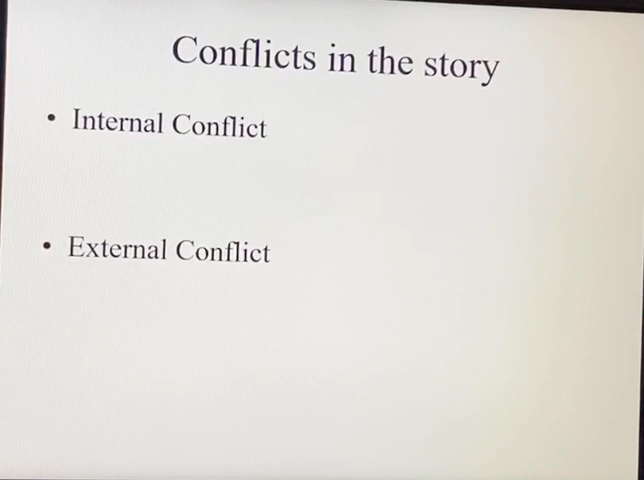 Conflicts in the story
• Internal Conflict
• External Conflict